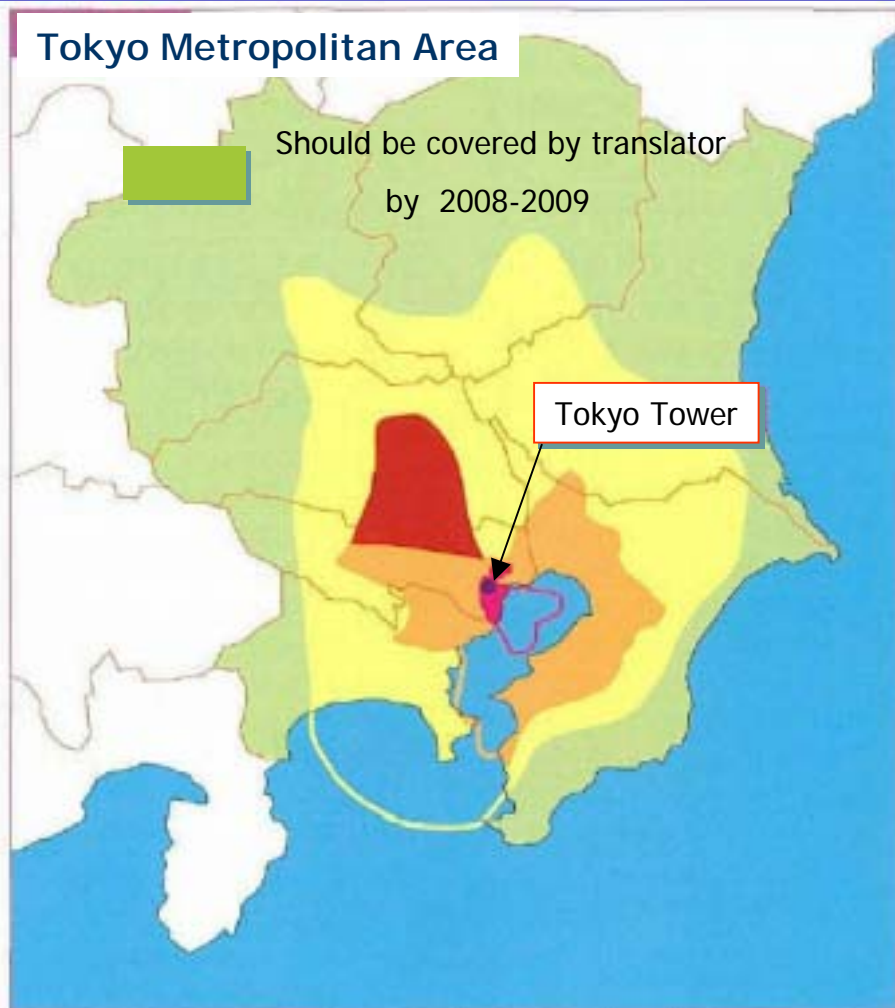 Tokyo Metropolitan Area
Should be covered by translator
by 2008-2009
Tokyo Tower